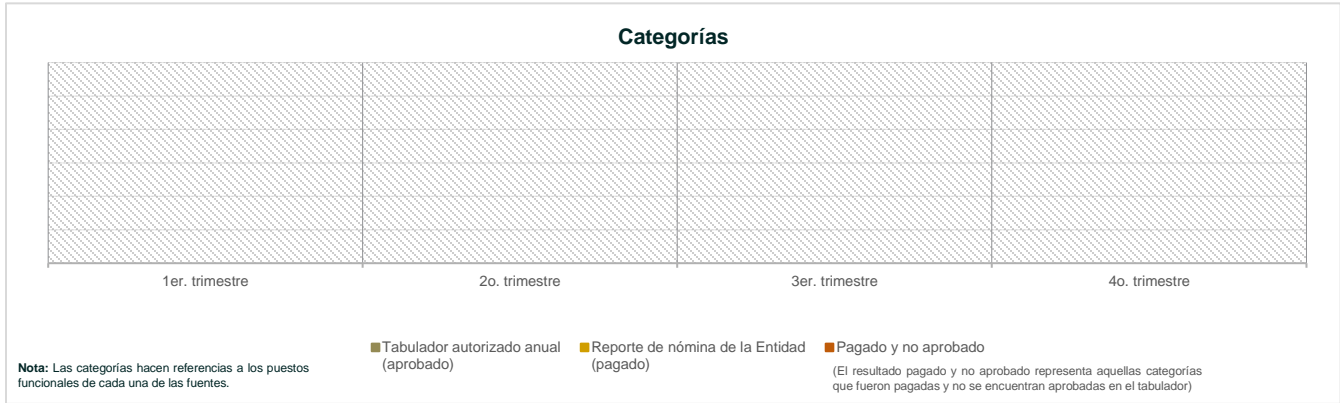 Categorías
1er. trimestre
2o. trimestre
3er. trimestre
4o. trimestre
Tabulador autorizado anual
(aprobado)
Reporte de nómina de la Entidad
(pagado)
Pagado y no aprobado
(El resultado pagado y no aprobado representa aquellas categorías
que fueron pagadas y no se encuentran aprobadas en el tabulador)
Nota: Las categorías hacen referencias a los puestos
funcionales de cada una de las fuentes.